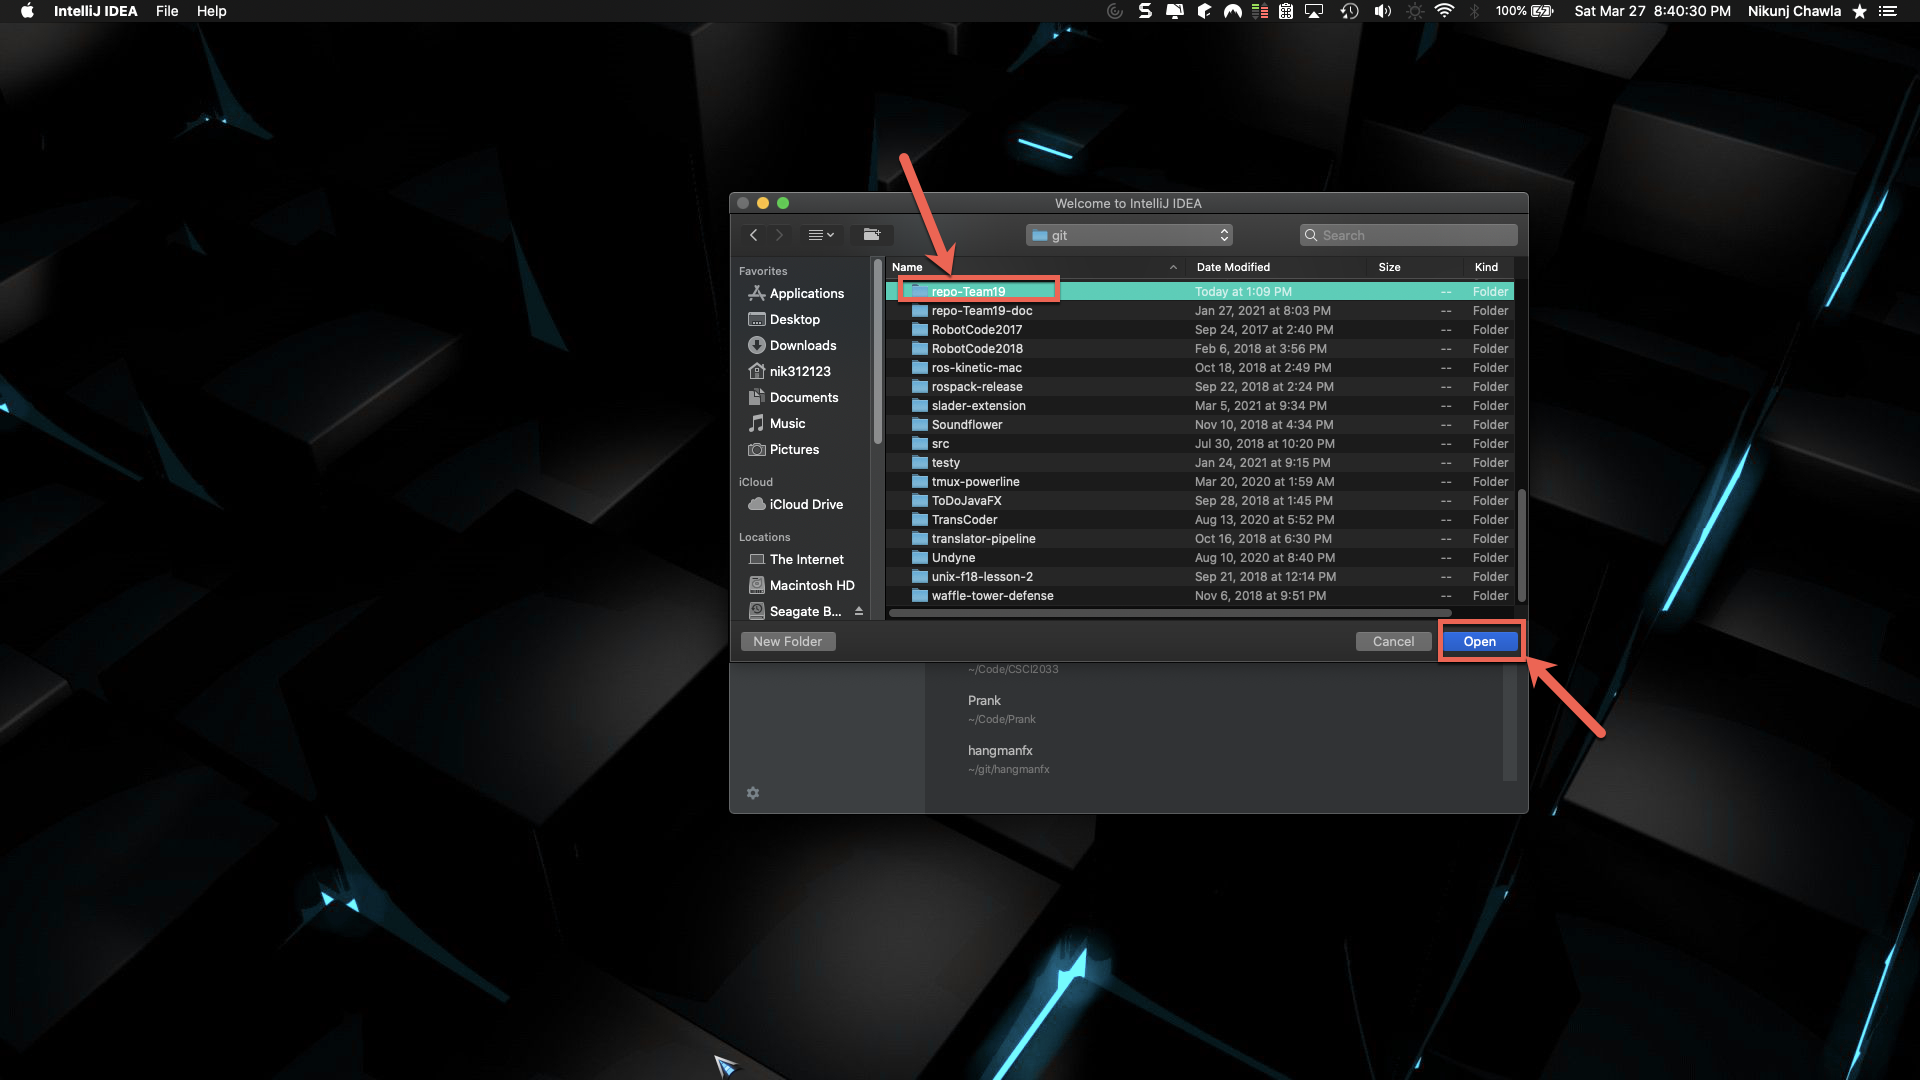 IntelliJ IDEA File Help 100% Sat Mar 27 8:40:30 PM Nikunj Chawla
Welcome to IntelliJ IDEA
git Search
Favorites
Applications
Desktop
Downloads
nik312123
Documents
Music
Pictures
iCloud
iCloud Drive
Locations
The Internet
Macintosh HD
Seagate B...
Name Date Modified Size Kind
repo-Team19 Today at 1:09 PM -- Folder
repo-Team19-doc Jan 27, 2021 at 8:03 PM -- Folder
RobotCode2017 Sep 24, 2017 at 2:40 PM -- Folder
RobotCode2018 Feb 6, 2018 at 3:56 PM -- Folder
ros-kinetic-mac Oct 18, 2018 at 2:49 PM -- Folder
rospack-release Sep 22, 2018 at 2:24 PM -- Folder
slader-extension Mar 5, 2021 at 9:34 PM -- Folder
Soundflower Nov 10, 2018 at 4:34 PM -- Folder
src Jul 30, 2018 at 10:20 PM -- Folder
testy Jan 24, 2021 at 9:15 PM -- Folder
tmux-powerline Mar 20, 2020 at 1:59 AM -- Folder
ToDoJavaFX Sep 28, 2018 at 1:45 PM -- Folder
TransCoder Aug 13, 2020 at 5:52 PM -- Folder
translator-pipeline Oct 16, 2018 at 6:30 PM -- Folder
Undyne Aug 10, 2020 at 8:40 PM -- Folder
unix-f18-lesson-2 Sep 21, 2018 at 12:14 PM -- Folder
waffle-tower-defense Nov 6, 2018 at 9:51 PM -- Folder
New Folder Cancel Open
~/Code/CSCI2033
Prank
~/Code/Prank
hangmanfx
~/git/hangmanfx